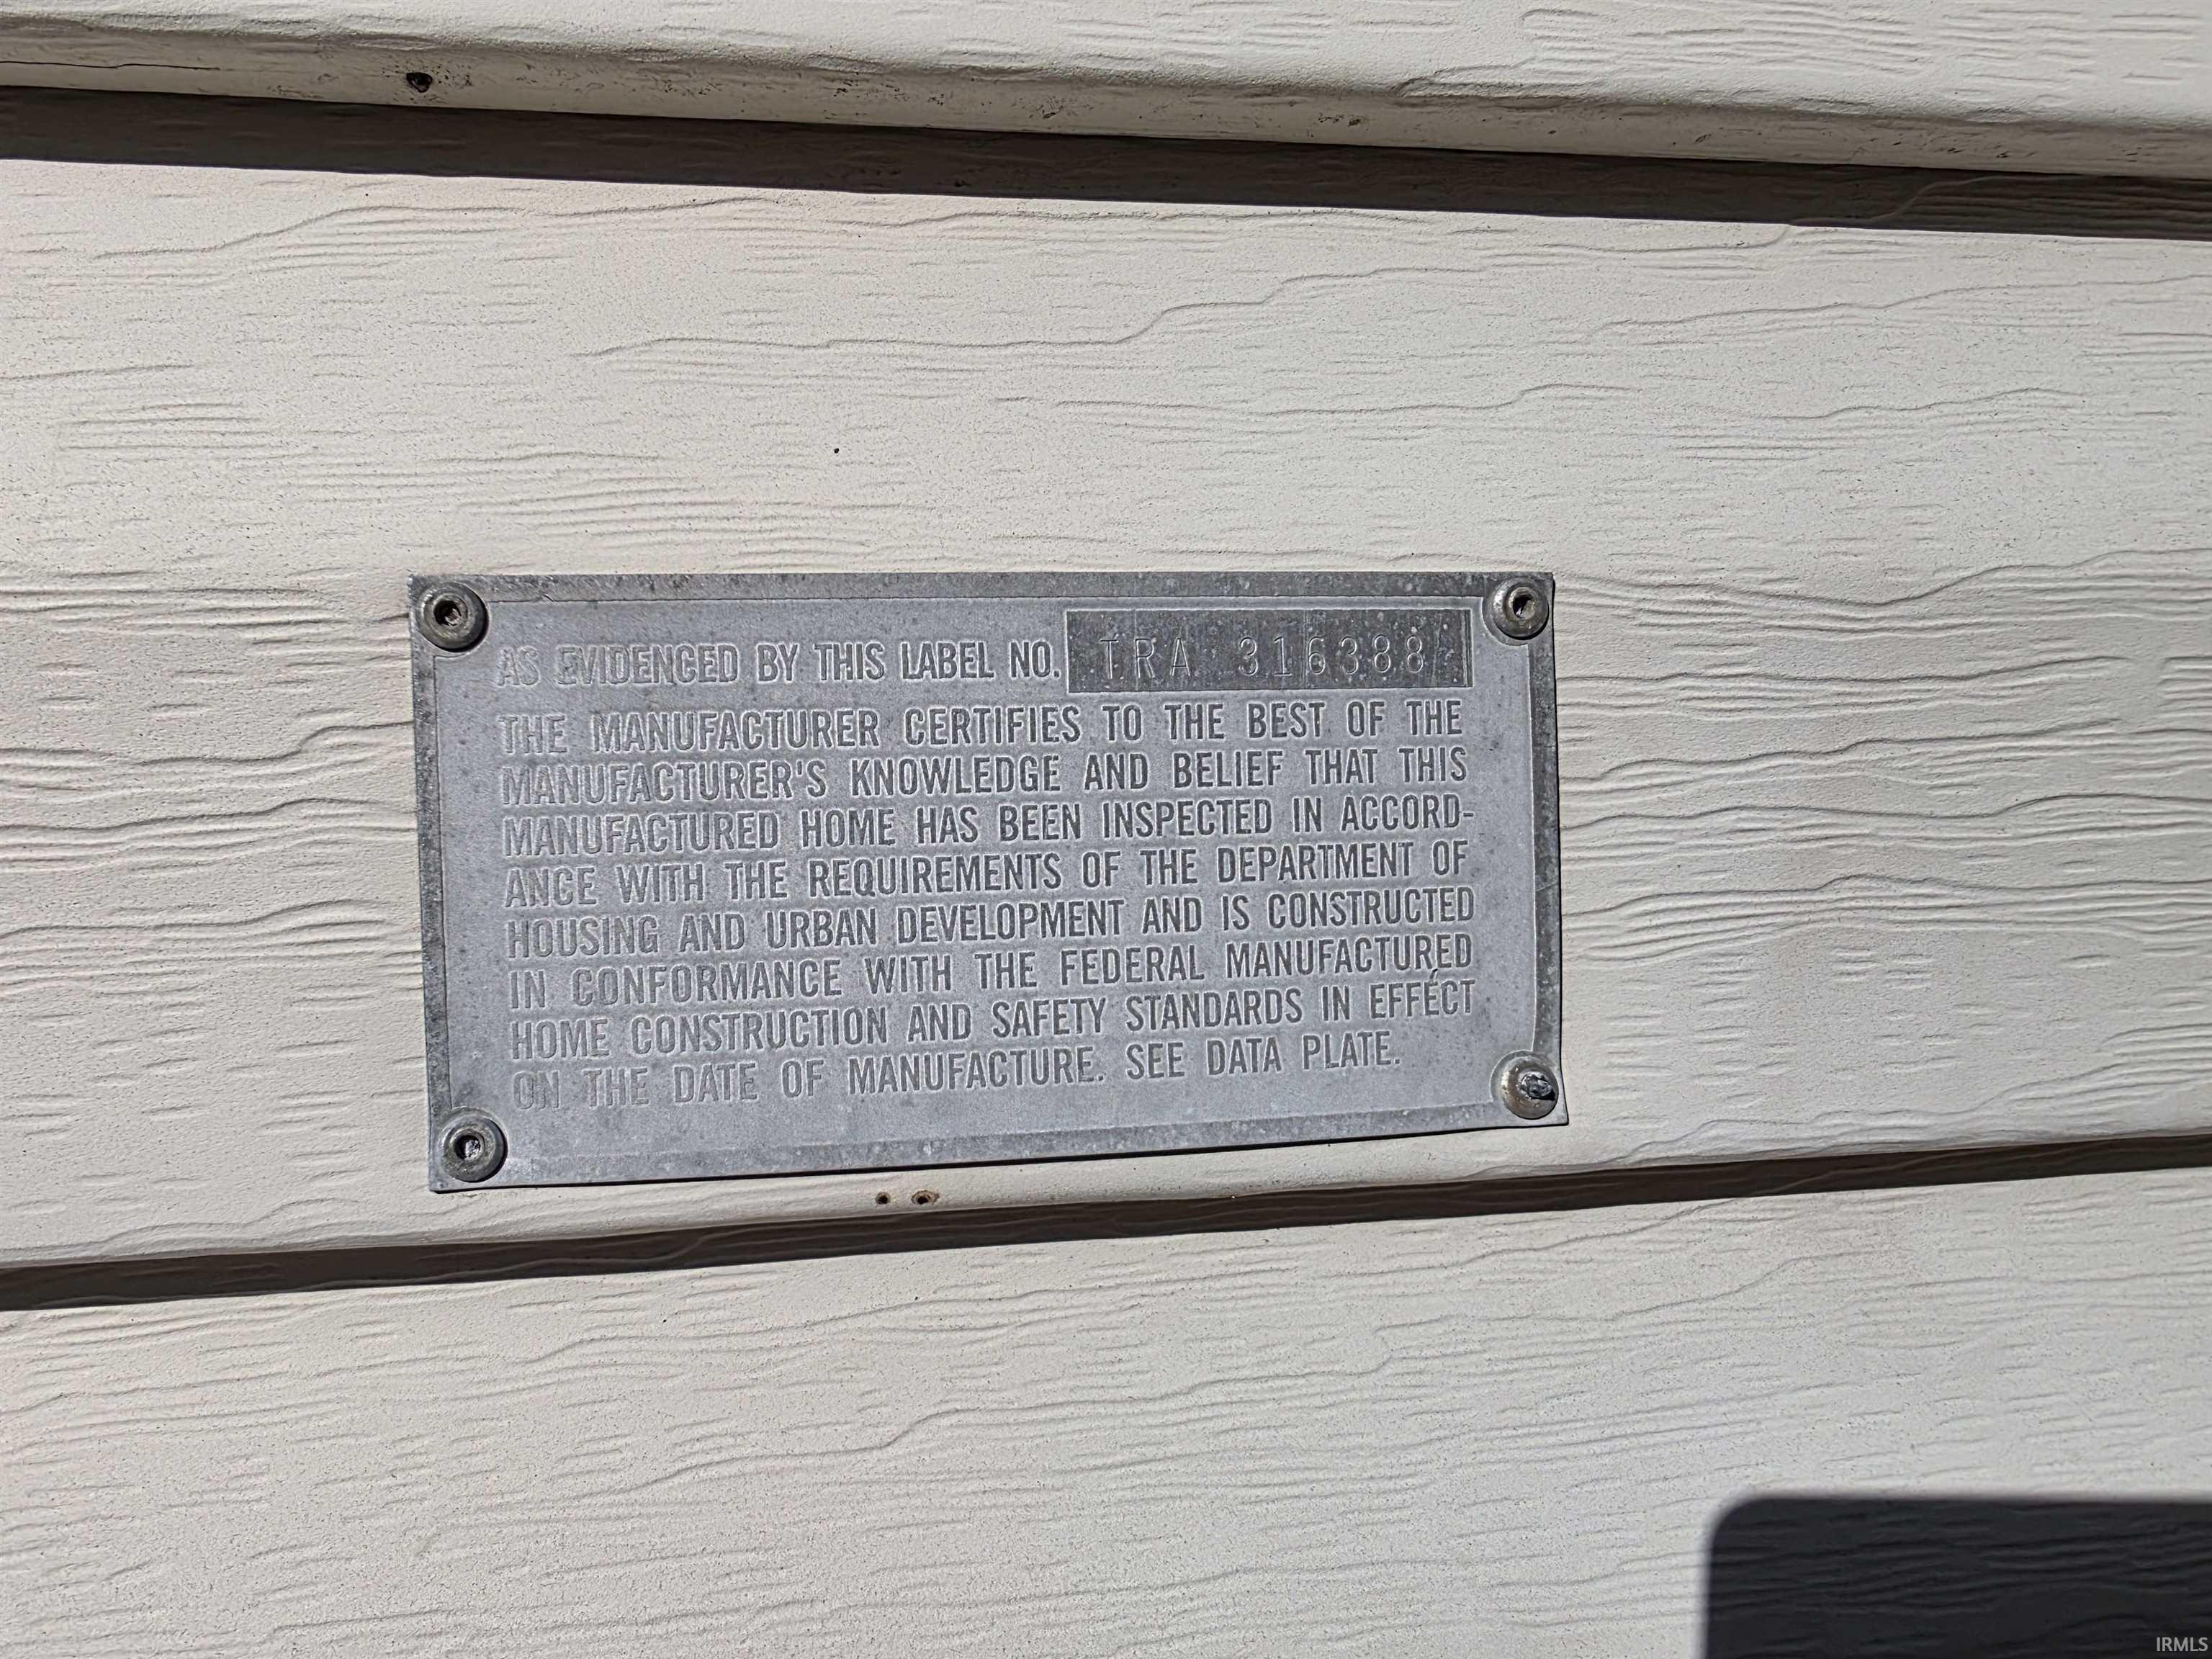 AS EVIDENCED BY THIS LABEL NO. TRA 316388
THE MANUFACTURER CERTIFIES TO THE BEST OF THE
MANUFACTURER'S KNOWLEDGE AND BELIEF THAT THIS
MANUFACTURED HOME HAS BEEN INSPECTED IN ACCORD-
ANCE WITH THE REQUIREMENTS OF THE DEPARTMENT OF
HOUSING AND URBAN DEVELOPMENT AND IS CONSTRUCTED
IN CONFORMANCE WITH THE FEDERAL MANUFACTURED
HOME CONSTRUCTION AND SAFETY STANDARDS IN EFFECT
ON THE DATE OF MANUFACTURE. SEE DATA PLATE.
IRMLS